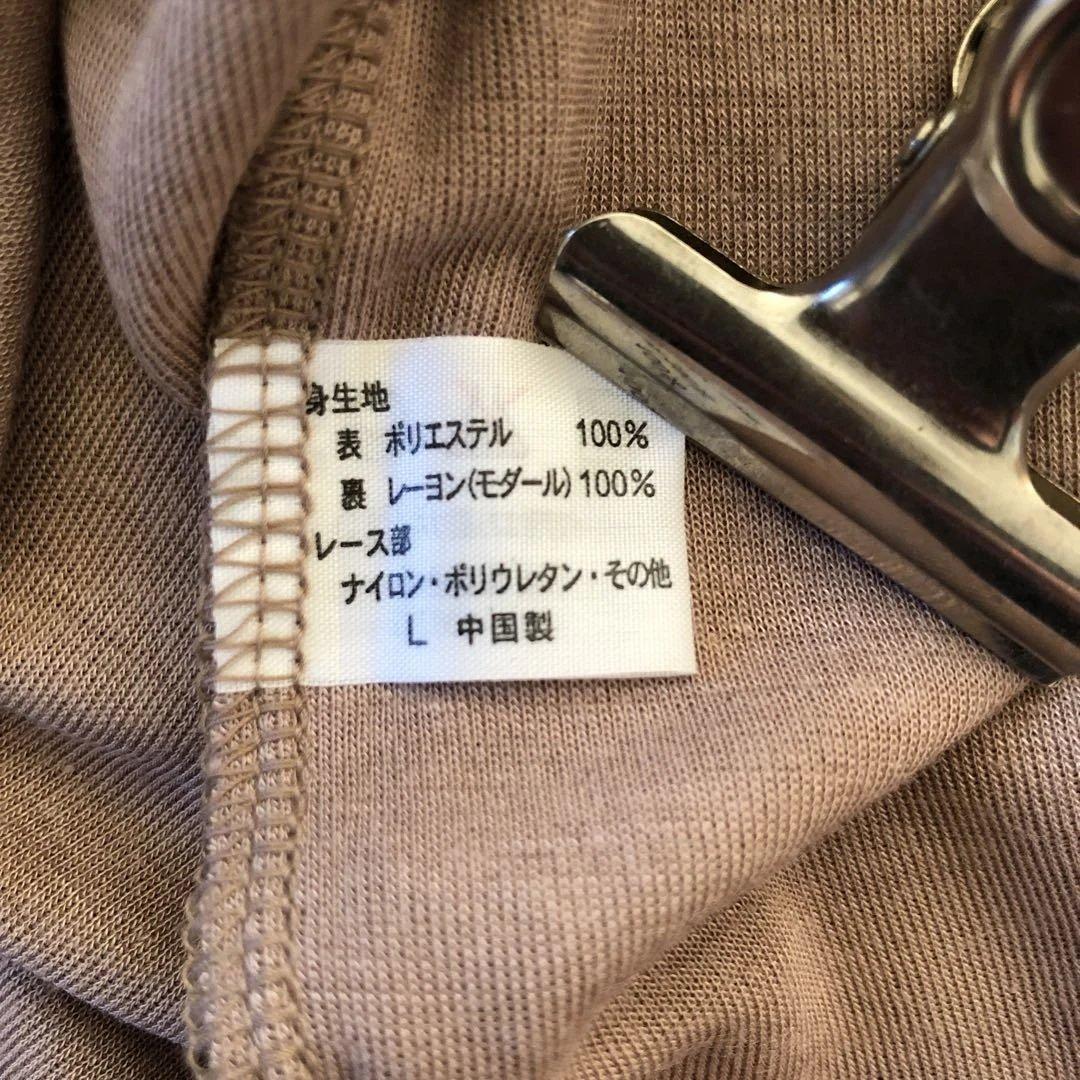 身生地
表 ポリエステル 100%
裏 レーヨン(モダール)100%
レース部
ナイロン・ポリウレタン・その他
L 中国製